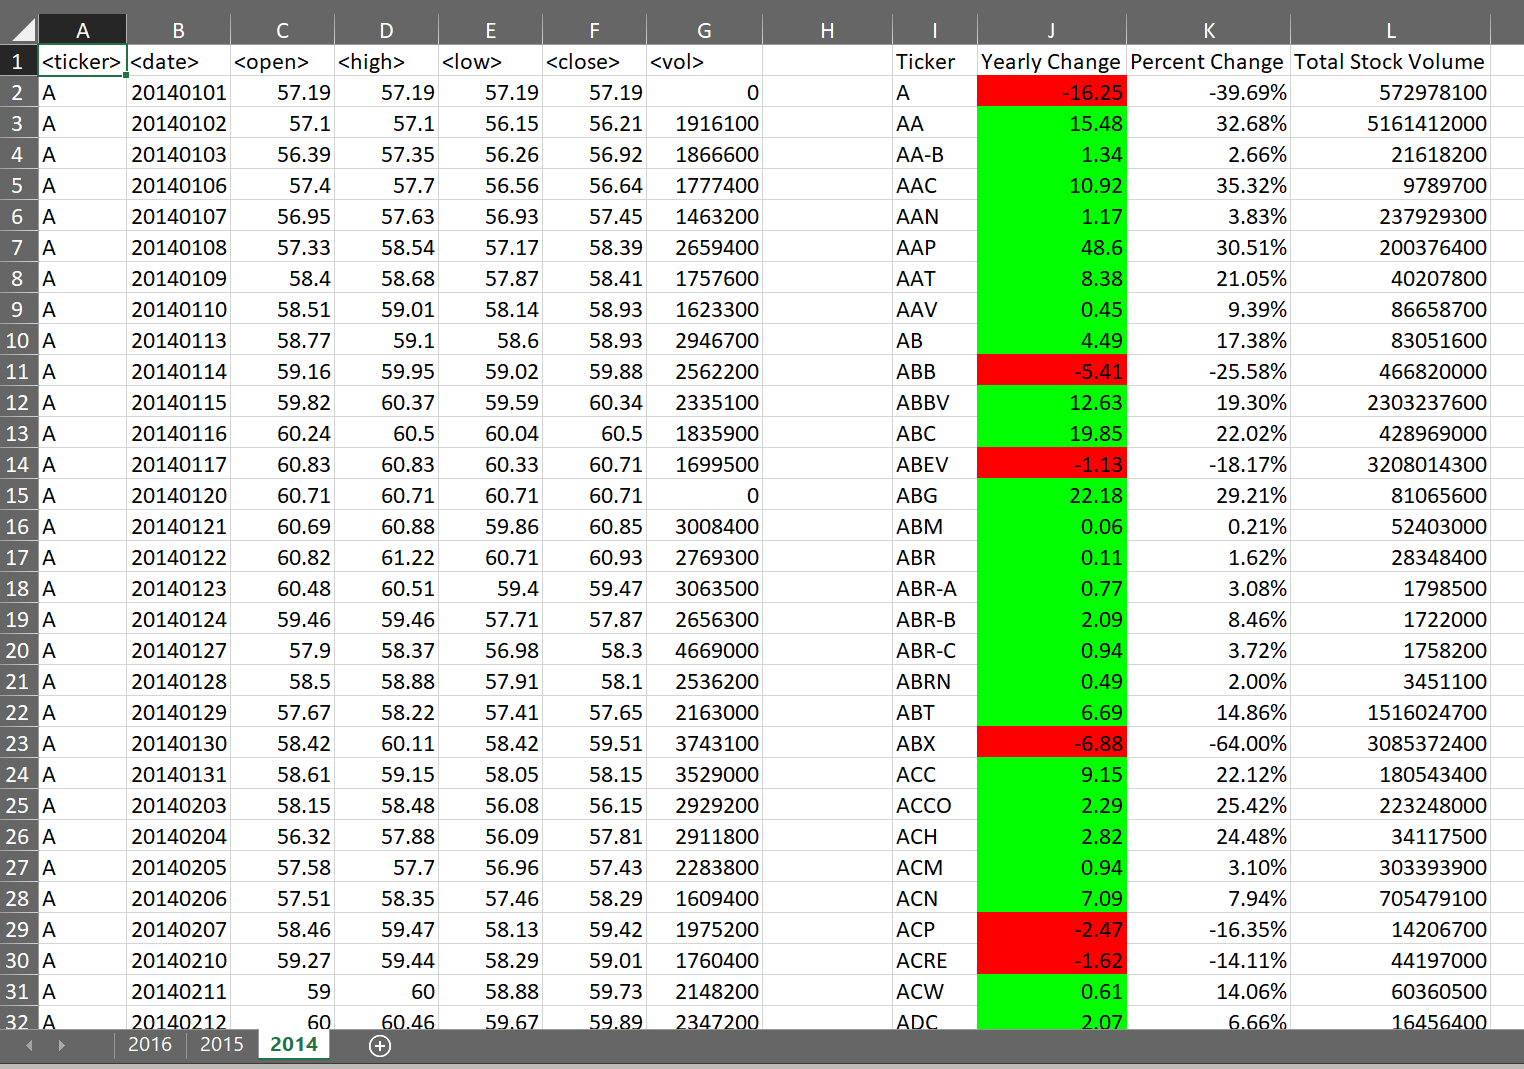 A B C D E F G H I J K L
1 <ticker> <date> <open> <high> <low> <close> <vol> Ticker Yearly Change Percent Change Total Stock Volume
2 A 20140101 57.19 57.19 57.19 57.19 0 A -16.25 -39.69% 572978100
3 A 20140102 57.1 57.1 56.15 56.21 1916100 AA 15.48 32.68% 5161412000
4 A 20140103 56.39 57.35 56.26 56.92 1866600 AA-B 1.34 2.66% 21618200
5 A 20140106 57.4 57.7 56.56 56.64 1777400 AAC 10.92 35.32% 9789700
6 A 20140107 56.95 57.63 56.93 57.45 1463200 AAN 1.17 3.83% 237929300
7 A 20140108 57.33 58.54 57.17 58.39 2659400 AAP 48.6 30.51% 200376400
8 A 20140109 58.4 58.68 57.87 58.41 1757600 AAT 8.38 21.05% 40207800
9 A 20140110 58.51 59.01 58.14 58.93 1623300 AAV 0.45 9.39% 86658700
10 A 20140113 58.77 59.1 58.6 58.93 2946700 AB 4.49 17.38% 83051600
11 A 20140114 59.16 59.95 59.02 59.88 2562200 ABB -5.41 -25.58% 466820000
12 A 20140115 59.82 60.37 59.59 60.34 2335100 ABBV 12.63 19.30% 2303237600
13 A 20140116 60.24 60.5 60.04 60.5 1835900 ABC 19.85 22.02% 428969000
14 A 20140117 60.83 60.83 60.33 60.71 1699500 ABEV -1.13 -18.17% 3208014300
15 A 20140120 60.71 60.71 60.71 60.71 0 ABG 22.18 29.21% 81065600
16 A 20140121 60.69 60.88 59.86 60.85 3008400 ABM 0.06 0.21% 52403000
17 A 20140122 60.82 61.22 60.71 60.93 2769300 ABR 0.11 1.62% 28348400
18 A 20140123 60.48 60.51 59.4 59.47 3063500 ABR-A 0.77 3.08% 1798500
19 A 20140124 59.46 59.46 57.71 57.87 2656300 ABR-B 2.09 8.46% 1722000
20 A 20140127 57.9 58.37 56.98 58.3 4669000 ABR-C 0.94 3.72% 1758200
21 A 20140128 58.5 58.88 57.91 58.1 2536200 ABRN 0.49 2.00% 3451100
22 A 20140129 57.67 58.22 57.41 57.65 2163000 ABT 6.69 14.86% 1516024700
23 A 20140130 58.42 60.11 58.42 59.51 3743100 ABX -6.88 -64.00% 3085372400
24 A 20140131 58.61 59.15 58.05 58.15 3529000 ACC 9.15 22.12% 180543400
25 A 20140203 58.15 58.48 56.08 56.15 2929200 ACCO 2.29 25.42% 223248000
26 A 20140204 56.32 57.88 56.09 57.81 2911800 ACH 2.82 24.48% 34117500
27 A 20140205 57.58 57.7 56.96 57.43 2283800 ACM 0.94 3.10% 303393900
28 A 20140206 57.51 58.35 57.46 58.29 1609400 ACN 7.09 7.94% 705479100
29 A 20140207 58.46 59.47 58.13 59.42 1975200 ACP -2.47 -16.35% 14206700
30 A 20140210 59.27 59.44 58.29 59.01 1760400 ACRE -1.62 -14.11% 44197000
31 A 20140211 59 60 58.88 59.73 2148200 ACW 0.61 14.06% 60360500
32 A 20140212 60 60.46 59.67 59.89 2347200 ADC 2.07 6.66% 16456400
2016 2015 2014